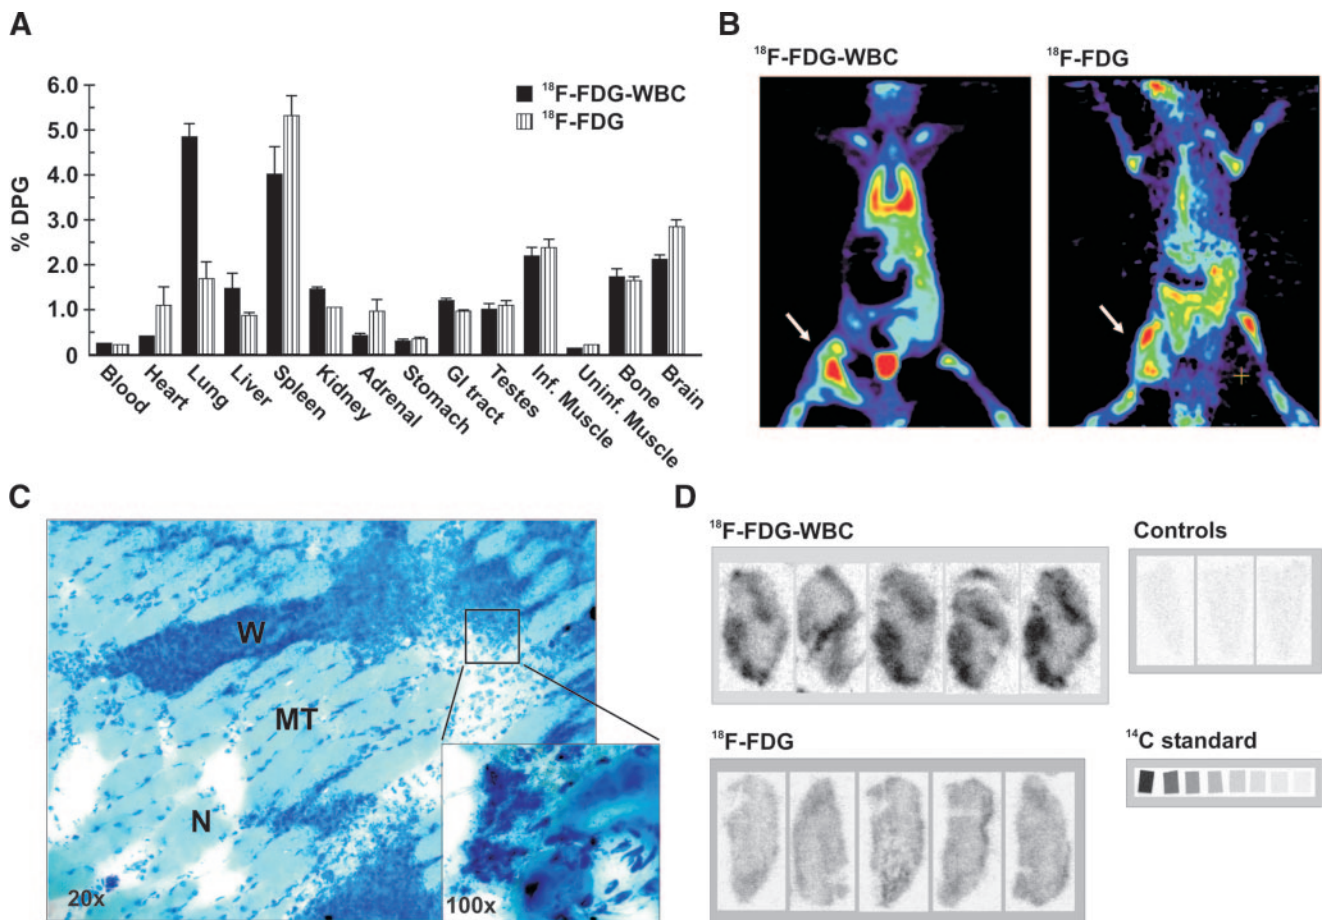 A
6.0
5.0
4.0
3.0
2.0
1.0
0
% DPG
¹⁸F-FDG-WBC
¹⁸F-FDG
Blood
Heart
Lung
Liver
Spleen
Kidney
Adrenal
Stomach
GI tract
Testes
Inf. Muscle
Uninf. Muscle
Bone
Brain
B
¹⁸F-FDG-WBC
¹⁸F-FDG
C
W
MT
N
20x
100x
D
¹⁸F-FDG-WBC
Controls
¹⁸F-FDG
¹⁴C standard